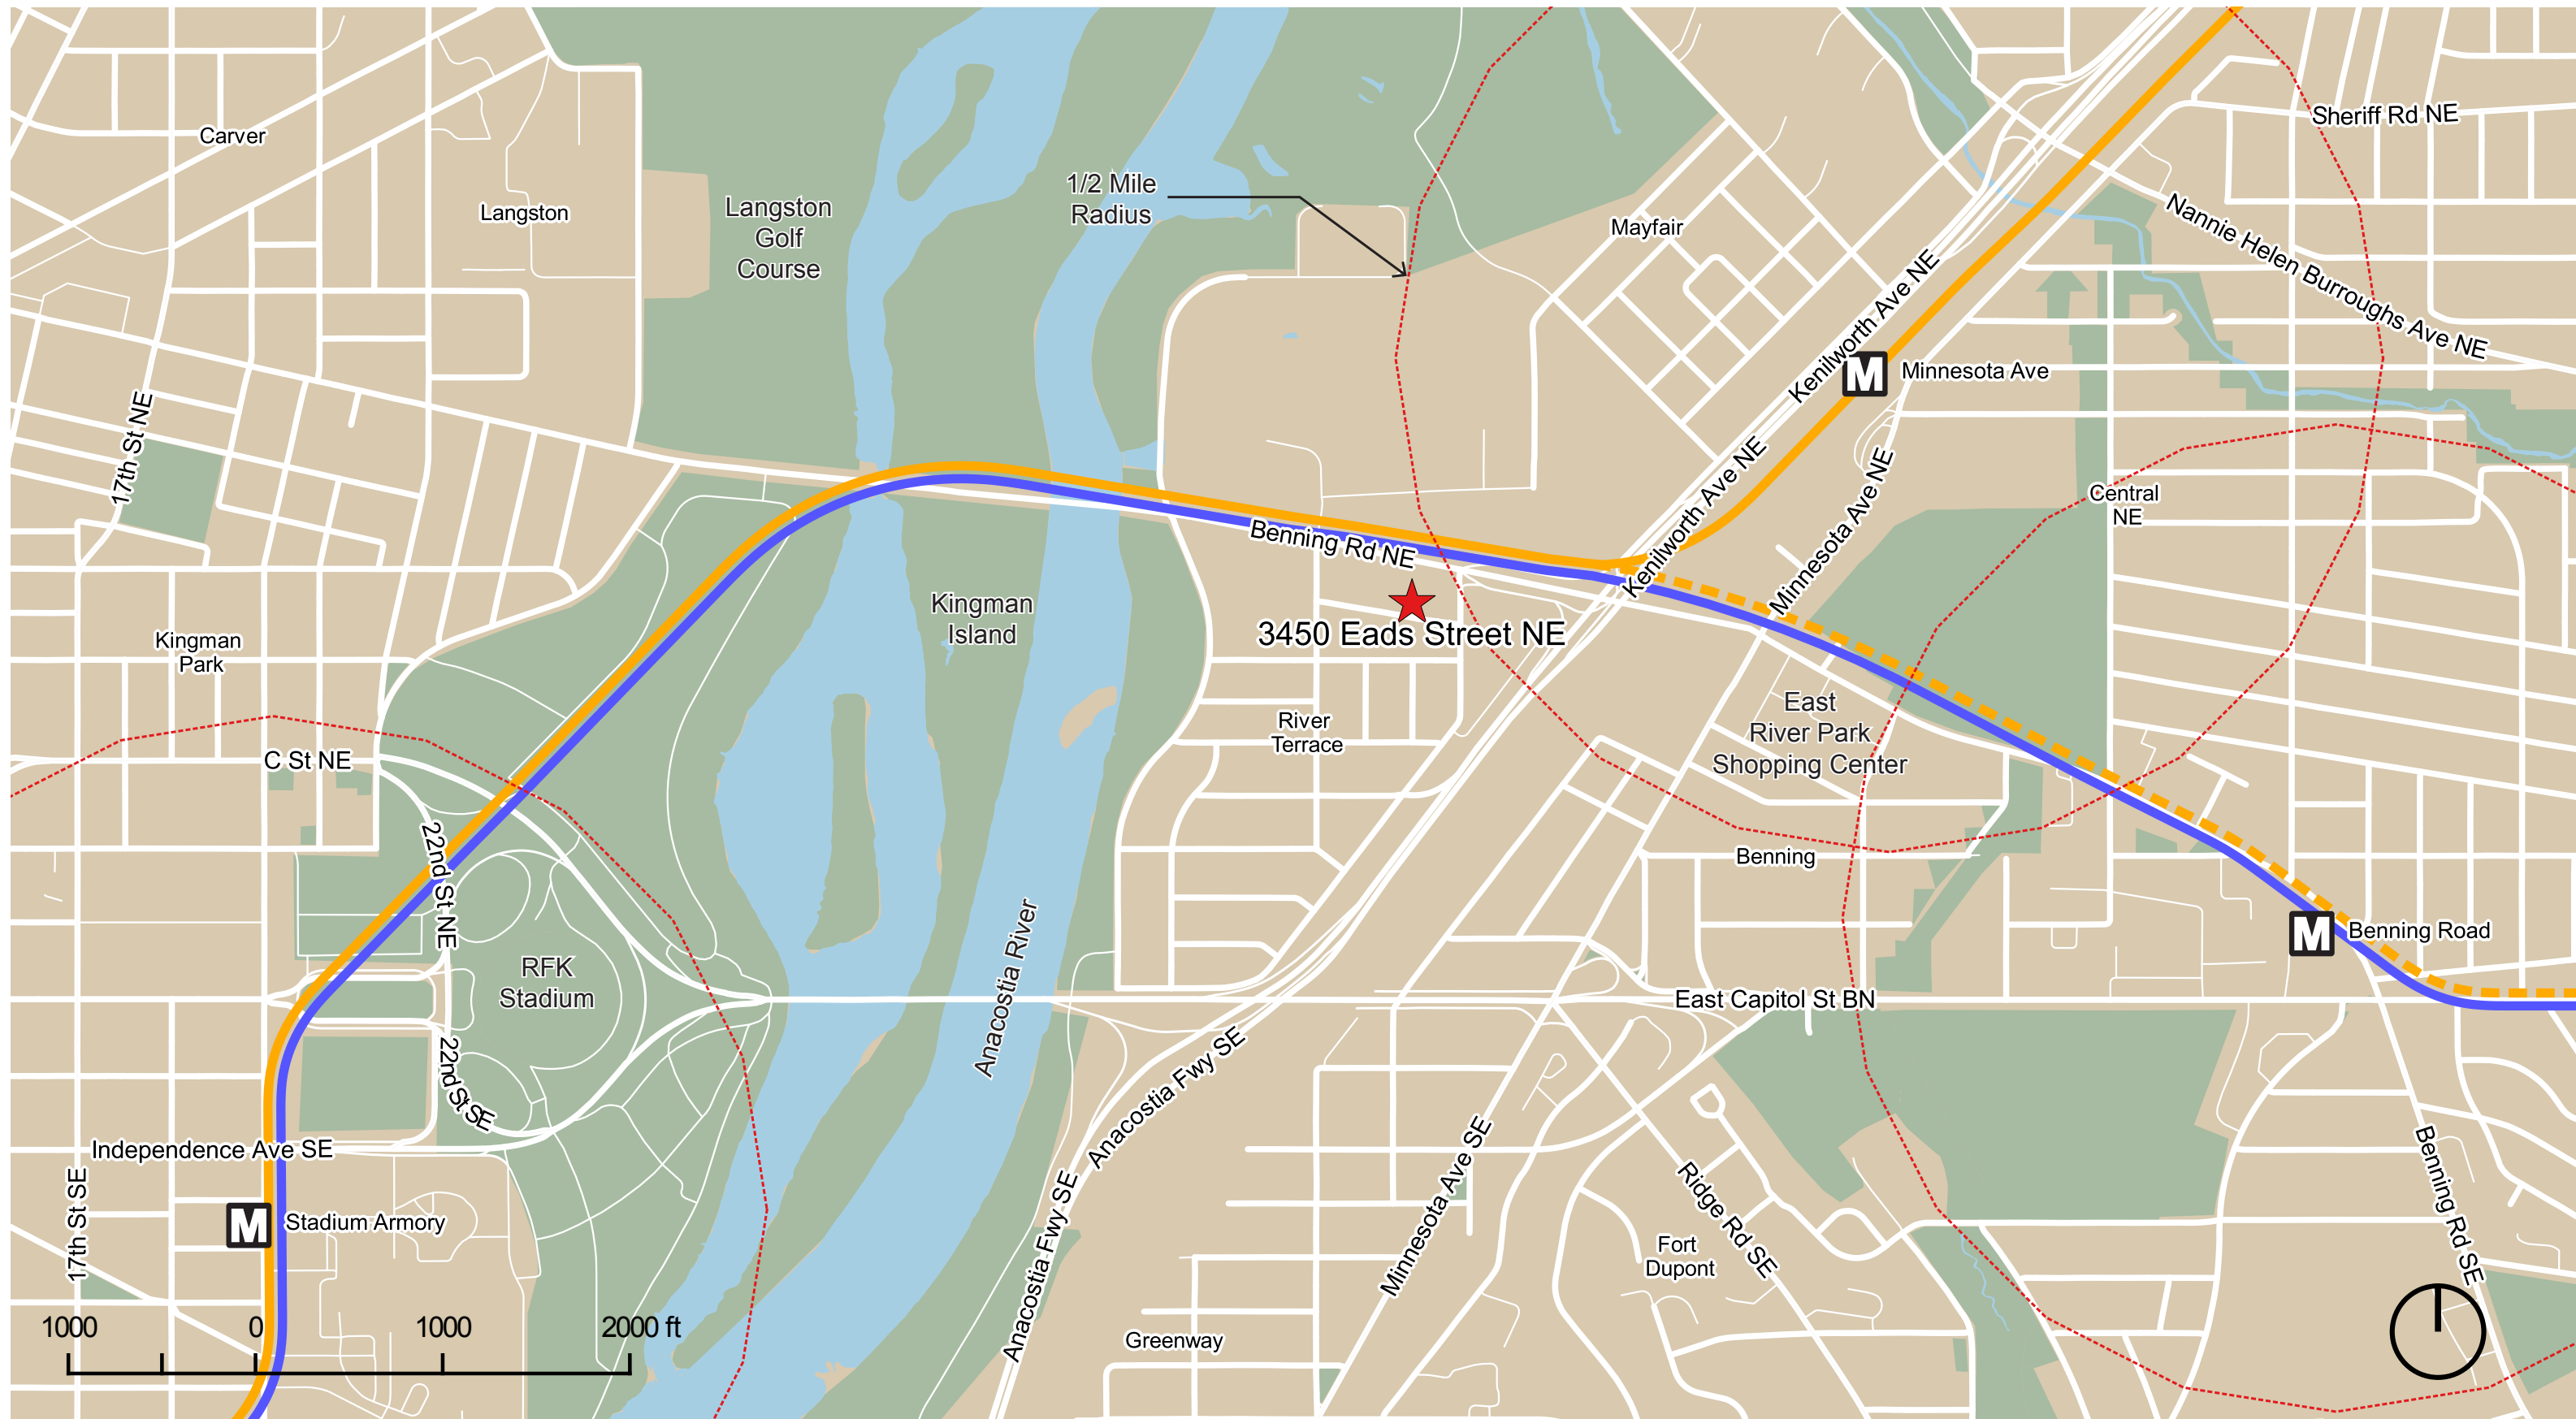 Carver
Langston
Langston
Golf
Course
1/2 Mile
Radius
Mayfair
Sheriff Rd NE
Nannie Helen Burroughs Ave NE
Kenilworth Ave NE
M
Minnesota Ave
17th St NE
Kenilworth Ave NE
Minnesota Ave NE
Central
NE
Benning Rd NE
3450 Eads Street NE
Kingman
Island
Kingman
Park
C St NE
River
Terrace
East
River Park
Shopping Center
Benning
22nd St NE
RFK
Stadium
Anacostia River
M
Benning Road
East Capitol St BN
22nd St SE
Anacostia Fwy SE
Independence Ave SE
17th St SE
M
Stadium Armory
Anacostia Fwy SE
Minnesota Ave SE
Ridge Rd SE
Benning Rd SE
Fort
Dupont
Greenway
1000 0 1000 2000 ft